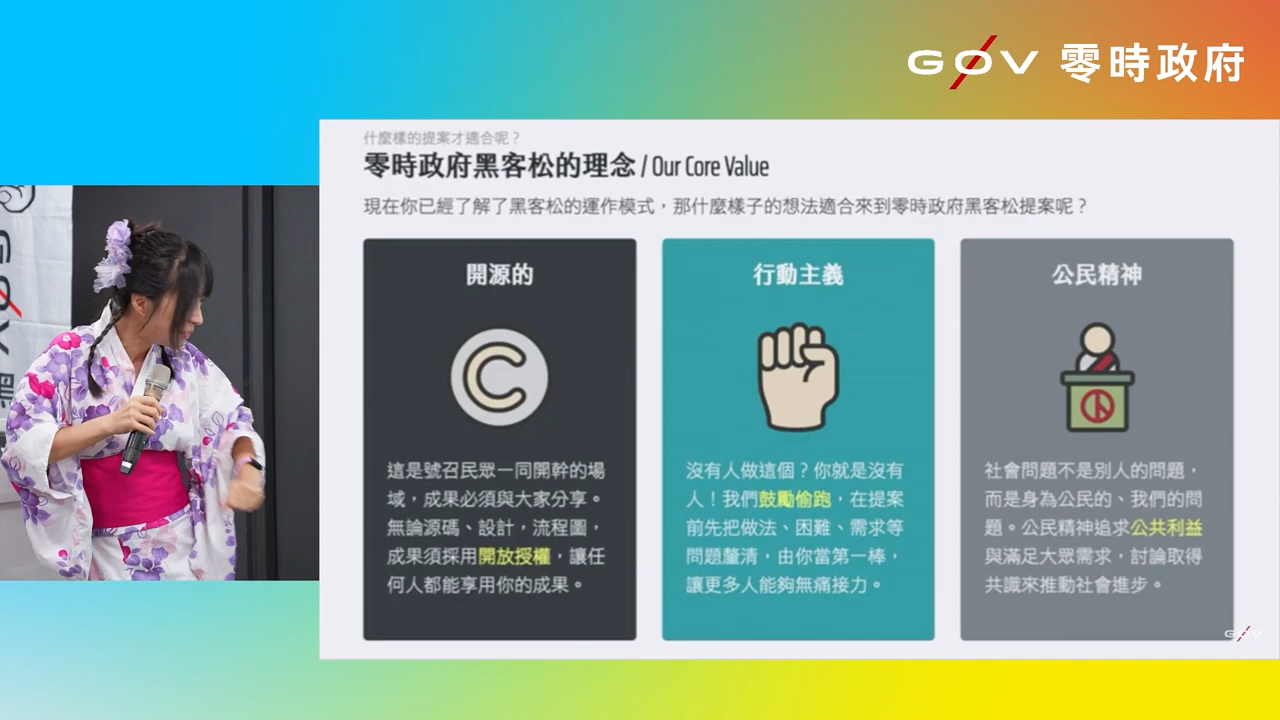 GOV 零時政府
什麼樣的提案才適合呢？
零時政府黑客松的理念 / Our Core Value
現在你已經了解了黑客松的運作模式，那什麼樣子的想法適合來到零時政府黑客松提案呢？
開源的
這是號召民眾一同開幹的場
域，成果必須與大家分享。
無論源碼、設計，流程圖，
成果須採用開放授權，讓任
何人都能享用你的成果。
行動主義
沒有人做這個？你就是沒有
人！我們鼓勵偷跑，在提案
前先把做法、困難、需求等
問題釐清，由你當第一棒，
讓更多人能夠無痛接力。
公民精神
社會問題不是別人的問題，
而是身為公民的、我們的問
題。公民精神追求公共利益
與滿足大眾需求，討論取得
共識來推動社會進步。
GOV
G0V 黑